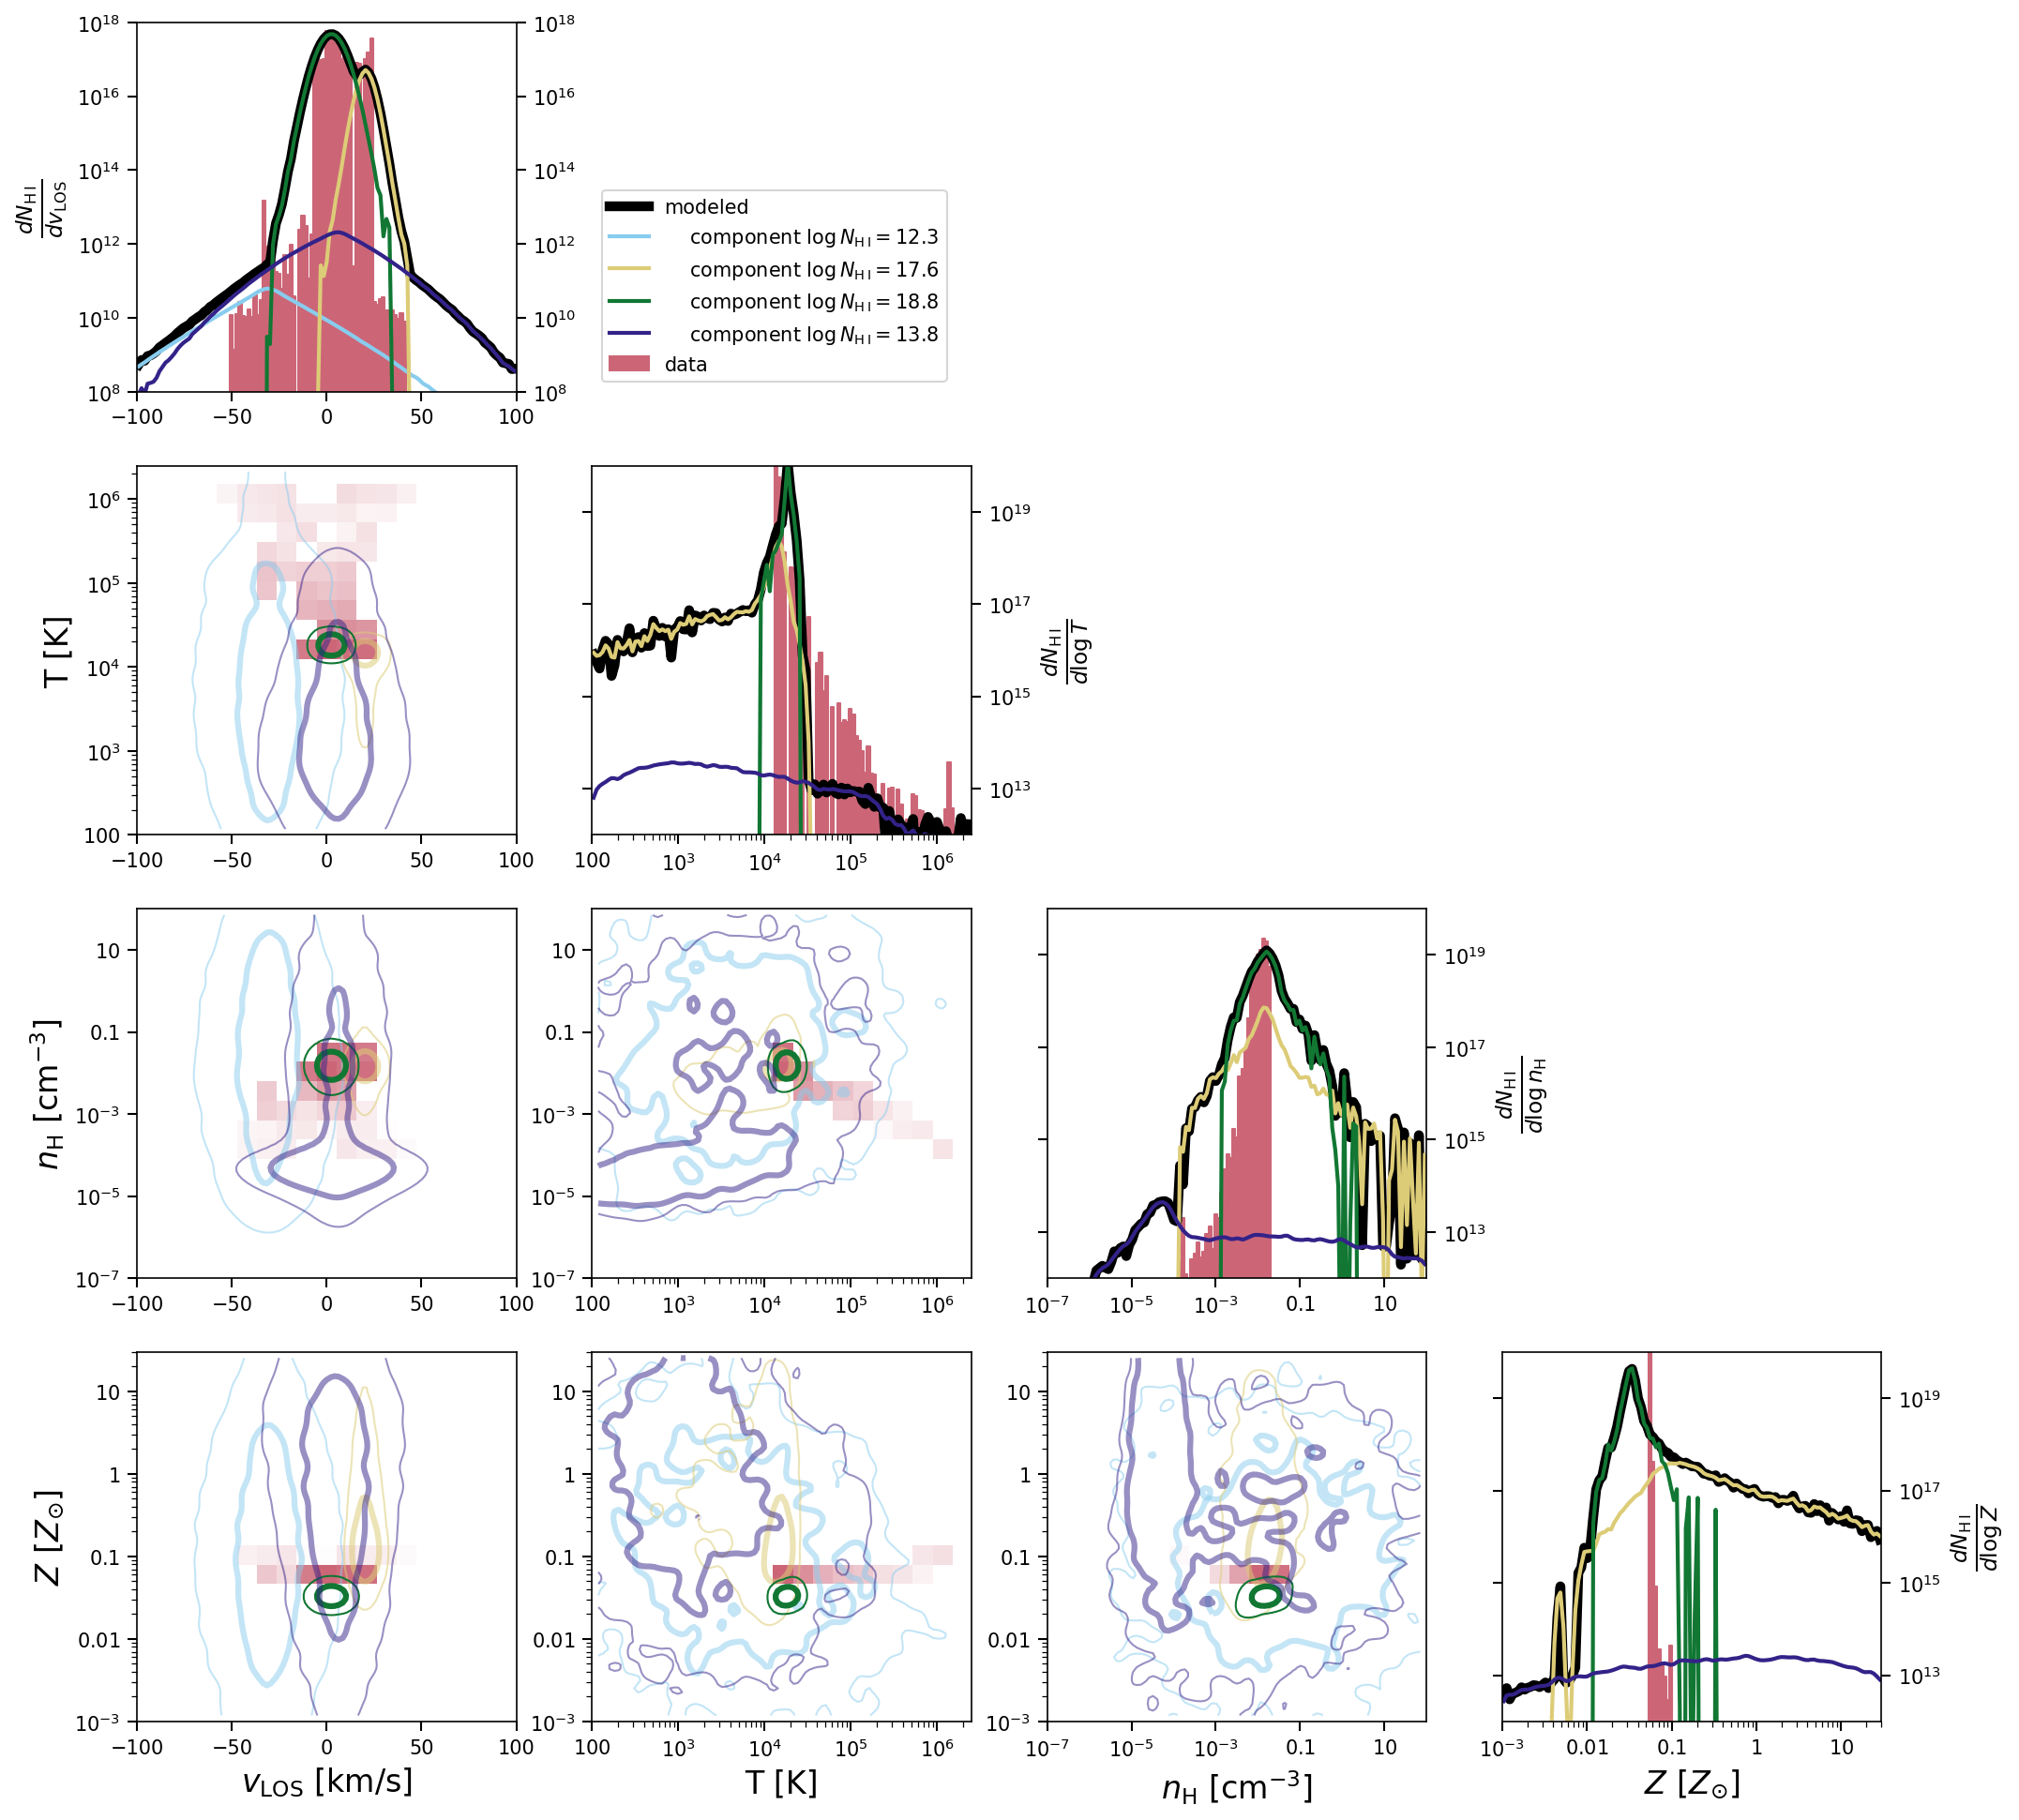 10^18 10^18
10^16 10^16
10^14 10^14
10^12 10^12
10^10 10^10
10^8 10^8
dN_HI / dv_LOS
−100 −50 0 50 100
modeled
component log N_HI = 12.3
component log N_HI = 17.6
component log N_HI = 18.8
component log N_HI = 13.8
data
T [K]
10^6
10^5
10^4
10^3
100
−100 −50 0 50 100
100 10^3 10^4 10^5 10^6
10^19
10^17
10^15
10^13
dN_HI / d log T
n_H [cm^−3]
10
0.1
10^−3
10^−5
10^−7
−100 −50 0 50 100
10
0.1
10^−3
10^−5
10^−7
100 10^3 10^4 10^5 10^6
10^−7 10^−5 10^−3 0.1 10
10^19
10^17
10^15
10^13
dN_HI / d log n_H
Z [Z_⊙]
10
1
0.1
0.01
10^−3
−100 −50 0 50 100
v_LOS [km/s]
10
1
0.1
0.01
10^−3
100 10^3 10^4 10^5 10^6
T [K]
10
1
0.1
0.01
10^−3
10^−7 10^−5 10^−3 0.1 10
n_H [cm^−3]
10^19
10^17
10^15
10^13
dN_HI / d log Z
10^−3 0.01 0.1 1 10
Z [Z_⊙]